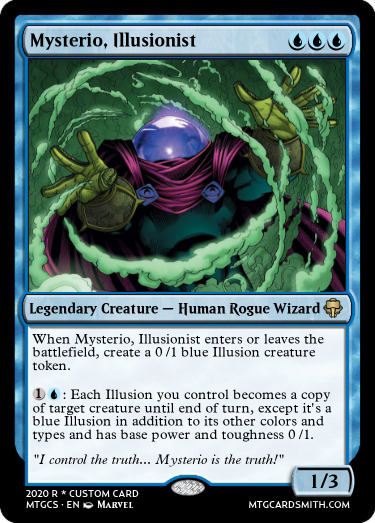 Mysterio, Illusionist
Legendary Creature — Human Rogue Wizard
When Mysterio, Illusionist enters or leaves the
battlefield, create a 0/1 blue Illusion creature
token.
1 : Each Illusion you control becomes a copy
of target creature until end of turn, except it's a
blue Illusion in addition to its other colors and
types and has base power and toughness 0/1.
"I control the truth... Mysterio is the truth!"
1/3
2020 R * CUSTOM CARD
MTGCS • EN Marvel
MTGCARDSMITH.COM